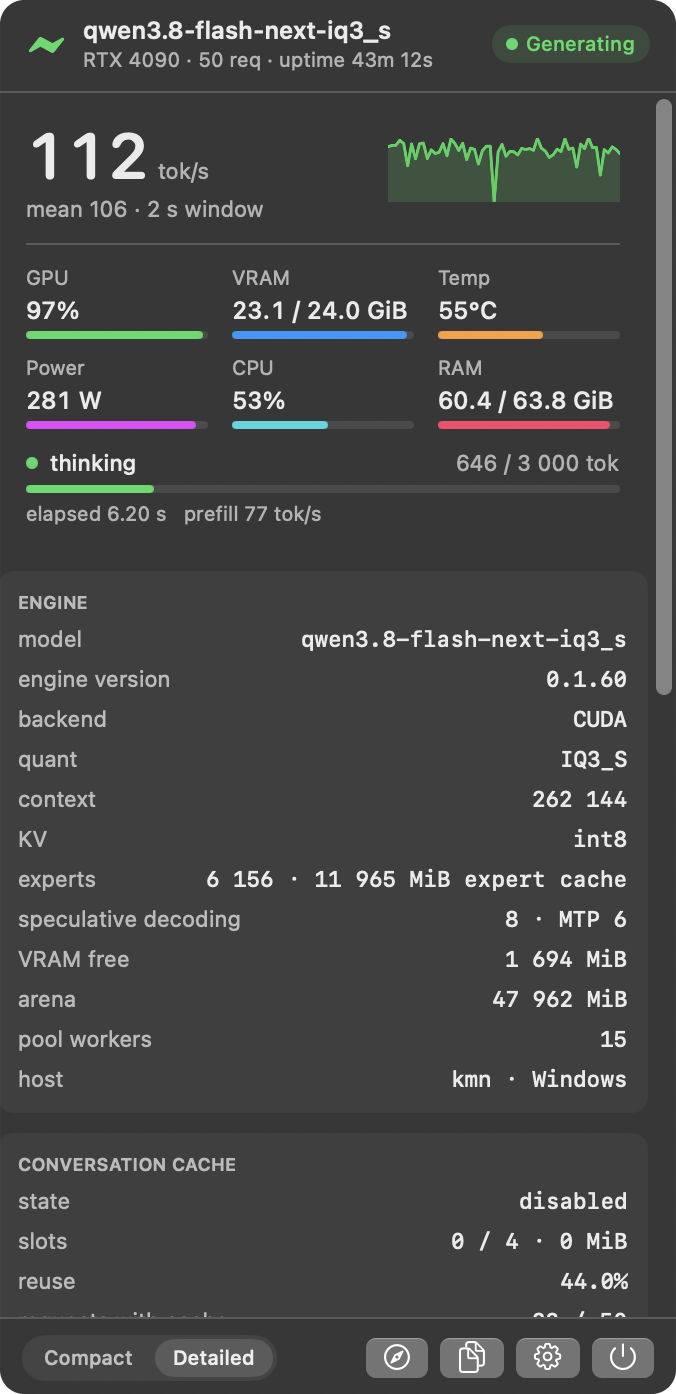 qwen3.8-flash-next-iq3_s
RTX 4090 · 50 req · uptime 43m 12s
Generating
112 tok/s
mean 106 · 2 s window
GPU VRAM Temp
97% 23.1 / 24.0 GiB 55°C
Power CPU RAM
281 W 53% 60.4 / 63.8 GiB
thinking 646 / 3 000 tok
elapsed 6.20 s prefill 77 tok/s
ENGINE
model qwen3.8-flash-next-iq3_s
engine version 0.1.60
backend CUDA
quant IQ3_S
context 262 144
KV int8
experts 6 156 · 11 965 MiB expert cache
speculative decoding 8 · MTP 6
VRAM free 1 694 MiB
arena 47 962 MiB
pool workers 15
host kmn · Windows
CONVERSATION CACHE
state disabled
slots 0 / 4 · 0 MiB
reuse 44.0%
Compact Detailed